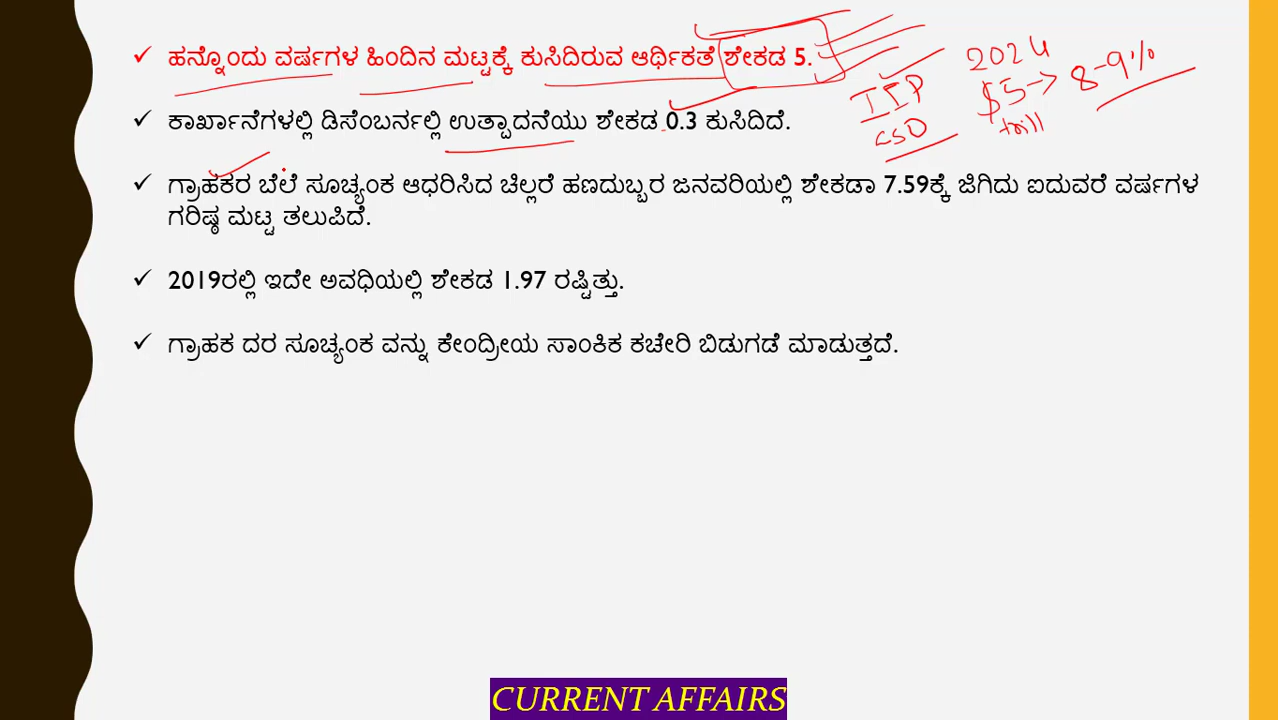 ಹನ್ನೊಂದು ವರ್ಷಗಳ ಹಿಂದಿನ ಮಟ್ಟಕ್ಕೆ ಕುಸಿದಿರುವ ಆರ್ಥಿಕತೆ ಶೇಕಡ 5.
2024
$5 → 8-9%
trill
IIP
CSO
ಕಾರ್ಖಾನೆಗಳಲ್ಲಿ ಡಿಸೆಂಬರ್ನಲ್ಲಿ ಉತ್ಪಾದನೆಯು ಶೇಕಡ 0.3 ಕುಸಿದಿದೆ.
ಗ್ರಾಹಕರ ಬೆಲೆ ಸೂಚ್ಯಂಕ ಆಧರಿಸಿದ ಚಿಲ್ಲರೆ ಹಣದುಬ್ಬರ ಜನವರಿಯಲ್ಲಿ ಶೇಕಡಾ 7.59ಕ್ಕೆ ಜಿಗಿದು ಐದುವರೆ ವರ್ಷಗಳ
ಗರಿಷ್ಠ ಮಟ್ಟ ತಲುಪಿದೆ.
2019ರಲ್ಲಿ ಇದೇ ಅವಧಿಯಲ್ಲಿ ಶೇಕಡ 1.97 ರಷ್ಟಿತ್ತು.
ಗ್ರಾಹಕ ದರ ಸೂಚ್ಯಂಕ ವನ್ನು ಕೇಂದ್ರೀಯ ಸಾಂಕಿಕ ಕಚೇರಿ ಬಿಡುಗಡೆ ಮಾಡುತ್ತದೆ.
CURRENT AFFAIRS